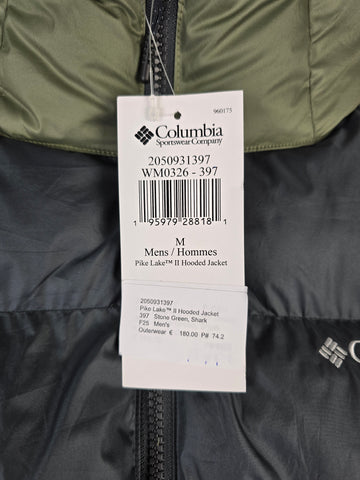 960175
Columbia
Sportswear Company
2050931397
WM0326 - 397
1 95979 28818 1
M
Mens / Hommes
Pike Lake™ II Hooded Jacket
2050931397
Pike Lake™ II Hooded Jacket
397 Stone Green, Shark
F25 Men's
Outerwear € 180.00 P# 74.2
C